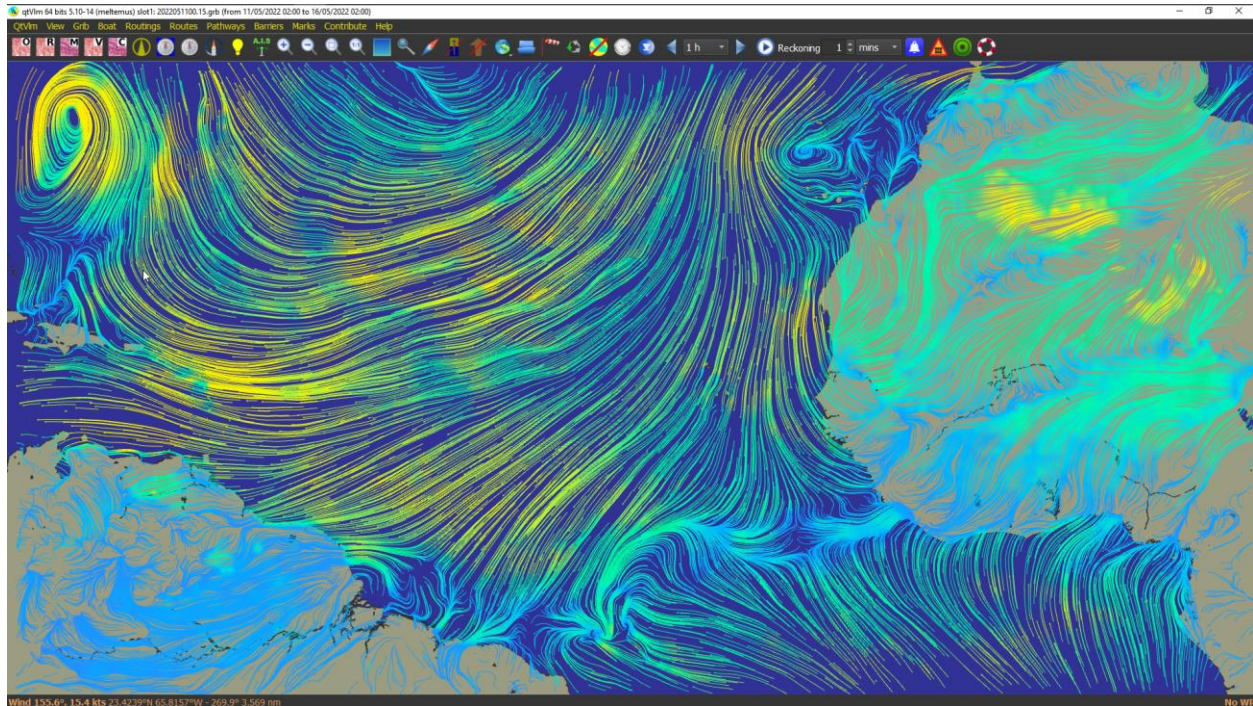 qtVlm 64 bits 5.10-14 (meltemus) slot1: 2022051100.15.grb (from 11/05/2022 02:00 to 16/05/2022 02:00)
QtVlm View Grib Boat Routings Routes Pathways Barriers Marks Contribute Help
O R M V C A.I.S 1 h Reckoning 1 mins
Wind 155.6°, 15.4 kts 23.4239°N 65.8157°W - 269.9° 3.569 nm No WI